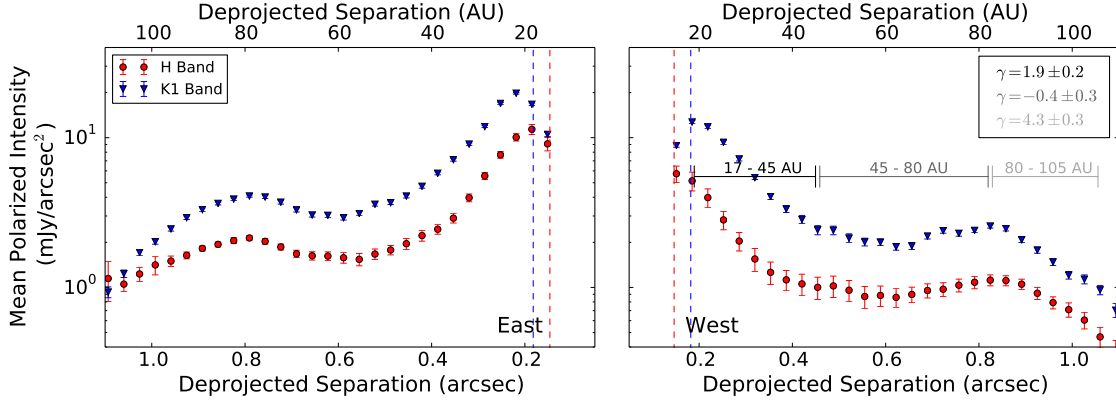 Deprojected Separation (AU)
100 80 60 40 20
Deprojected Separation (AU)
20 40 60 80 100
H Band
K1 Band
γ=1.9±0.2
γ=−0.4±0.3
γ=4.3±0.3
Mean Polarized Intensity
(mJy/arcsec²)
10¹
10⁰
17 - 45 AU
45 - 80 AU
80 - 105 AU
East
West
1.0 0.8 0.6 0.4 0.2
Deprojected Separation (arcsec)
0.2 0.4 0.6 0.8 1.0
Deprojected Separation (arcsec)